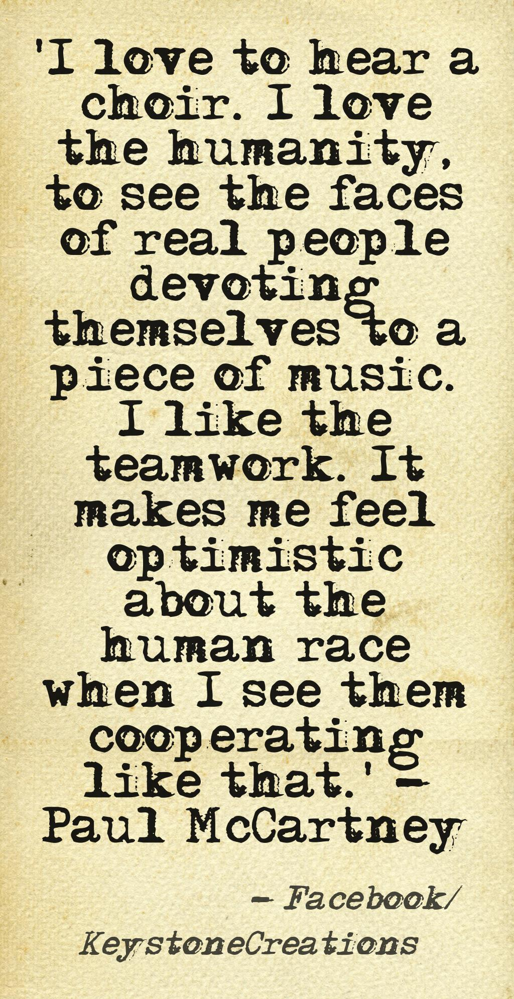 'I love to hear a
choir. I love
the humanity,
to see the faces
of real people
devoting
themselves to a
piece of music.
I like the
teamwork. It
makes me feel
optimistic
about the
human race
when I see them
cooperating
like that.' —
Paul McCartney
— Facebook/
KeystoneCreations